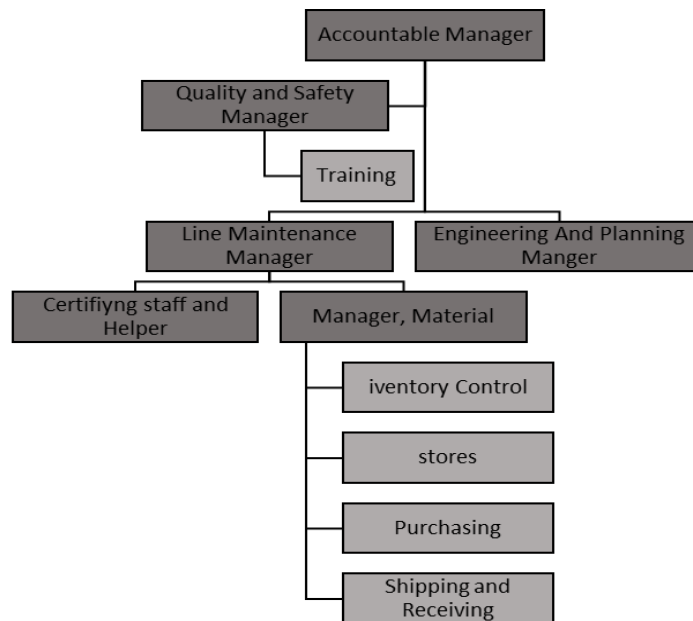 Accountable Manager
Quality and Safety
Manager
Training
Line Maintenance
Manager
Engineering And Planning
Manger
Certifiyng staff and
Helper
Manager, Material
iventory Control
stores
Purchasing
Shipping and
Receiving